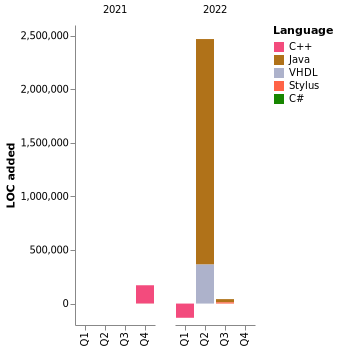 2021
2022
Language
C++
Java
VHDL
Stylus
C#
LOC added
2,500,000
2,000,000
1,500,000
1,000,000
500,000
0
Q1
Q2
Q3
Q4
Q1
Q2
Q3
Q4